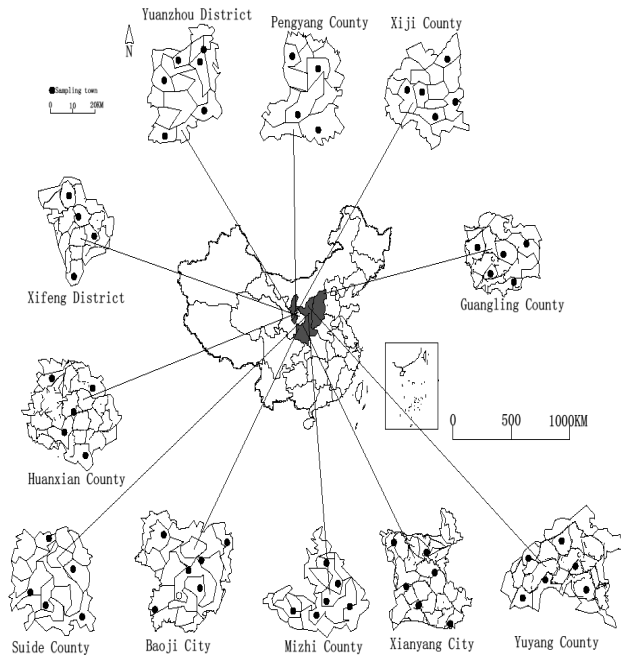 Yuanzhou District
Pengyang County
Xiji County
N
Sampling town
0 10 20KM
Xifeng District
Guangling County
0 500 1000KM
Huanxian County
Suide County
Baoji City
Mizhi County
Xianyang City
Yuyang County